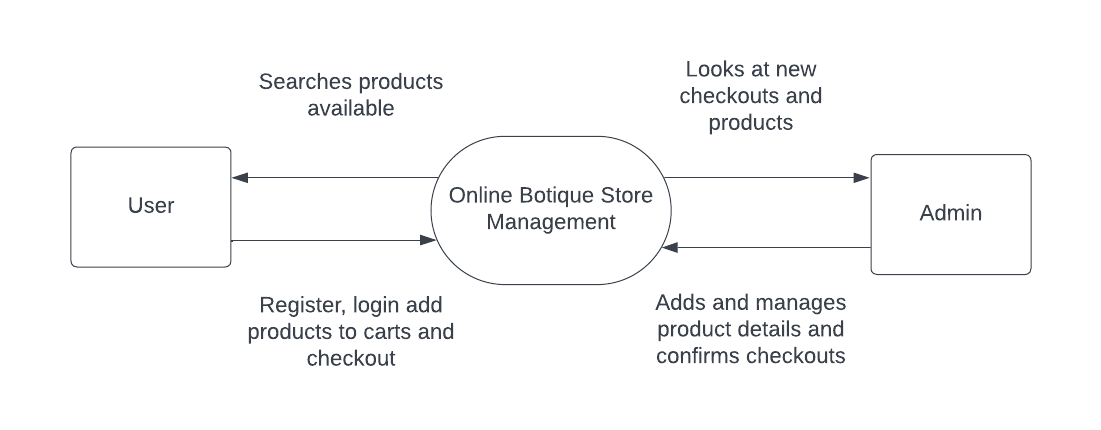 Searches products
available
Looks at new
checkouts and
products
User
Online Botique Store
Management
Admin
Register, login add
products to carts and
checkout
Adds and manages
product details and
confirms checkouts